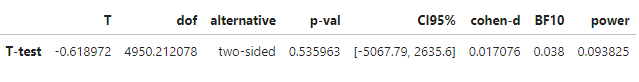 T dof alternative p-val CI95% cohen-d BF10 power
T-test -0.618972 4950.212078 two-sided 0.535963 [-5067.79, 2635.6] 0.017076 0.038 0.093825